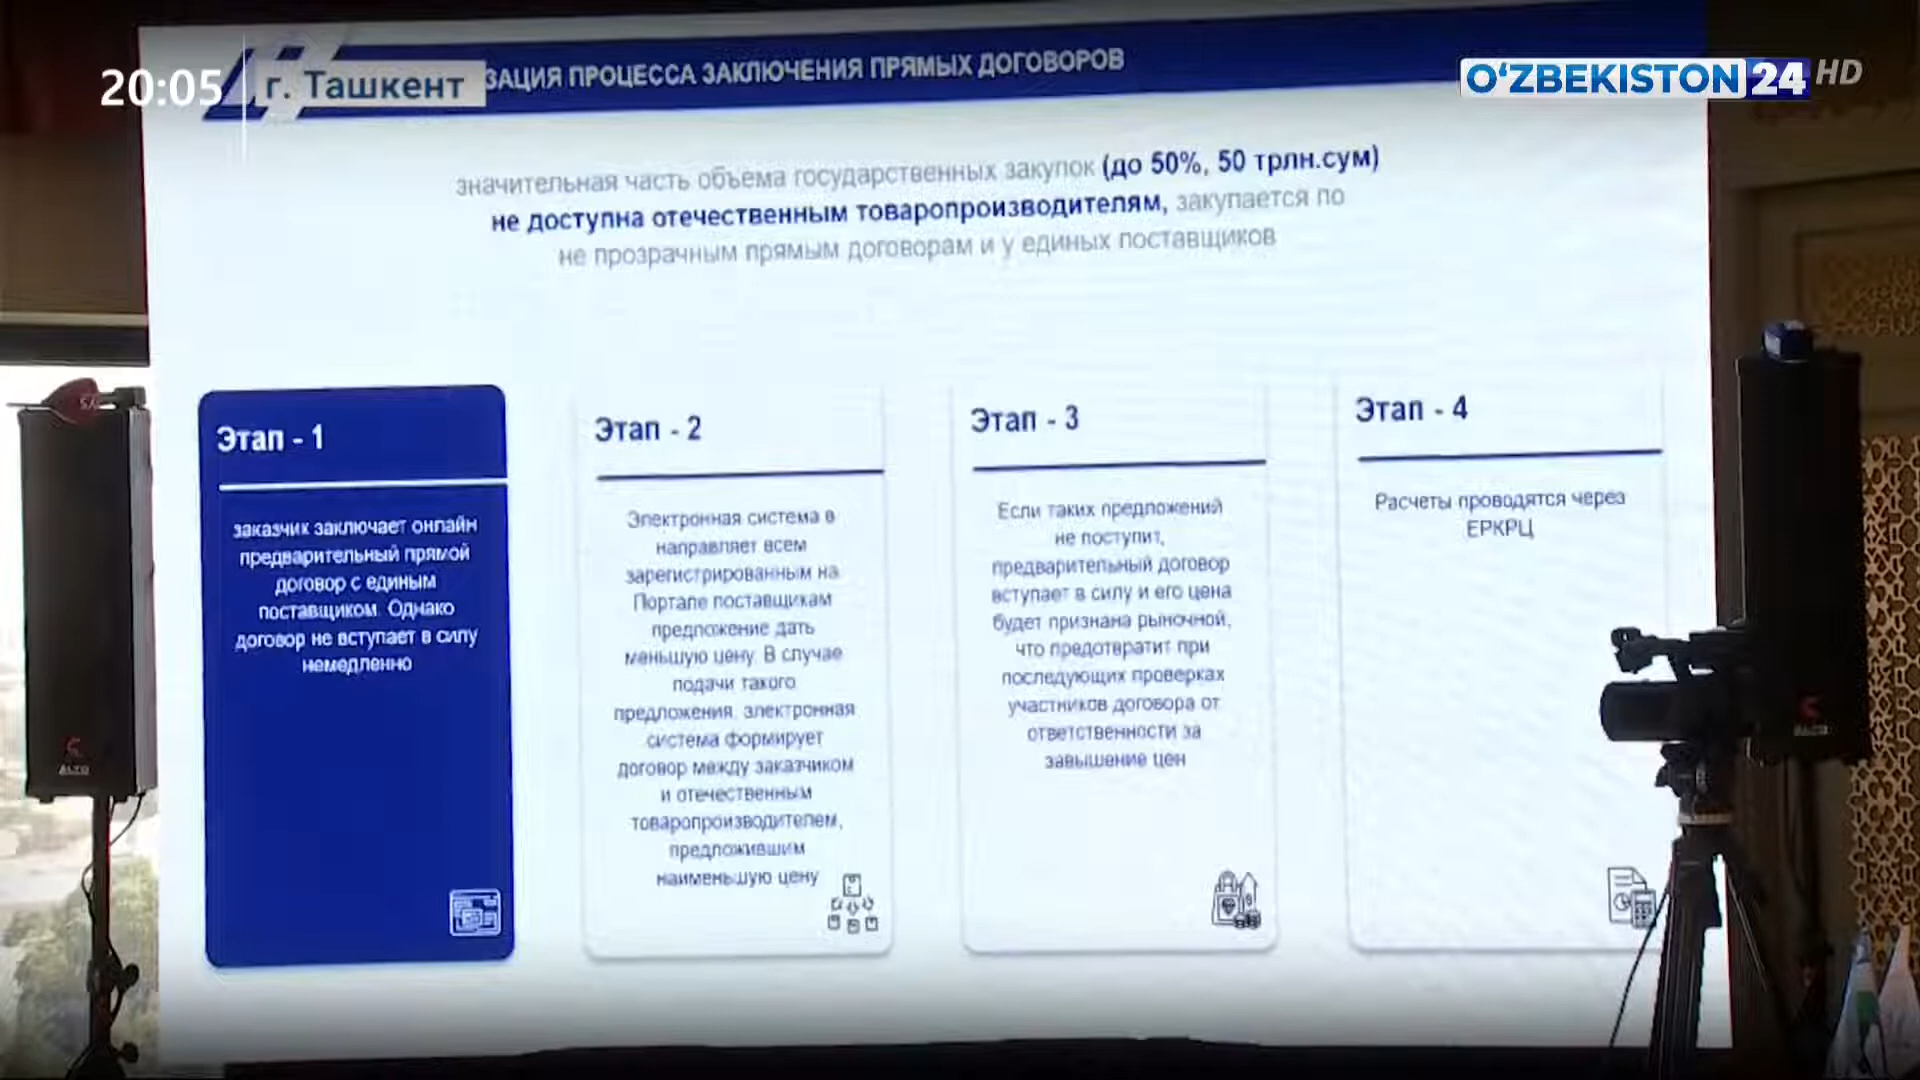 20:05
г. Ташкент
ЗАЦИЯ ПРОЦЕССА ЗАКЛЮЧЕНИЯ ПРЯМЫХ ДОГОВОРОВ
O‘ZBEKISTON 24 HD
значительная часть объема государственных закупок (до 50%, 50 трлн.сум)
не доступна отечественным товаропроизводителям, закупается по
не прозрачным прямым договорам и у единых поставщиков
Этап - 1
заказчик заключает онлайн
предварительный прямой
договор с единым
поставщиком. Однако
договор не вступает в силу
немедленно
Этап - 2
Электронная система в
направляет всем
зарегистрированным на
Портале поставщикам
предложение дать
меньшую цену. В случае
подачи такого
предложения, электронная
система формирует
договор между заказчиком
и отечественным
товаропроизводителем,
предложившим
наименьшую цену
Этап - 3
Если таких предложений
не поступит,
предварительный договор
вступает в силу и его цена
будет признана рыночной,
что предотвратит при
последующих проверках
участников договора от
ответственности за
завышение цен
Этап - 4
Расчеты проводятся через
ЕРКРЦ
ALTO
ALTO